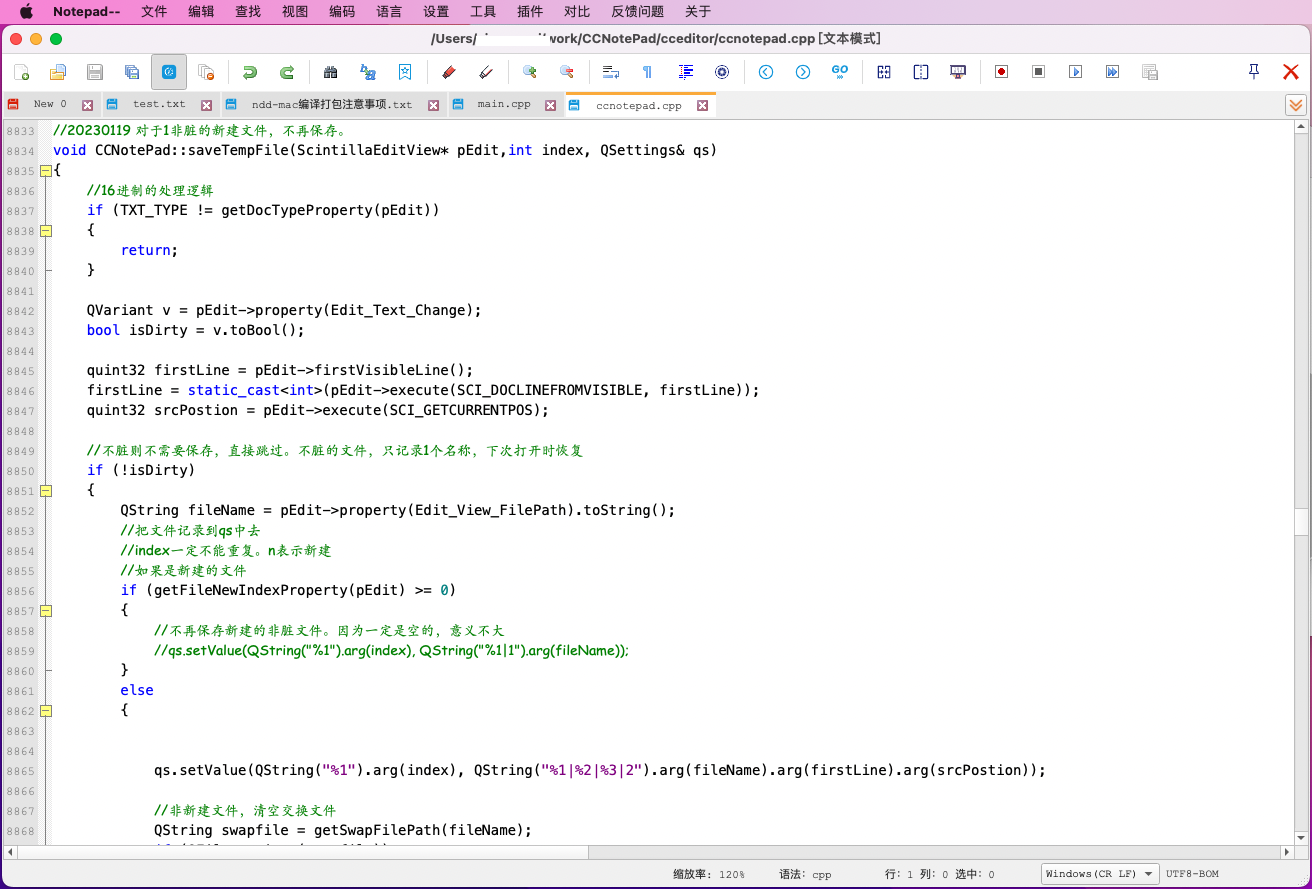 Notepad-- 文件 编辑 查找 视图 编码 语言 设置 工具 插件 对比 反馈问题 关于
/Users/ work/CCNotePad/cceditor/ccnotepad.cpp [文本模式]
GO
New 0 test.txt ndd-mac编译打包注意事项.txt main.cpp ccnotepad.cpp
8833 //20230119 对于1非脏的新建文件，不再保存。
8834 void CCNotePad::saveTempFile(ScintillaEditView* pEdit,int index, QSettings& qs)
8835 {
8836 //16进制的处理逻辑
8837 if (TXT_TYPE != getDocTypeProperty(pEdit))
8838 {
8839 return;
8840 }
8841
8842 QVariant v = pEdit->property(Edit_Text_Change);
8843 bool isDirty = v.toBool();
8844
8845 quint32 firstLine = pEdit->firstVisibleLine();
8846 firstLine = static_cast<int>(pEdit->execute(SCI_DOCLINEFROMVISIBLE, firstLine));
8847 quint32 srcPostion = pEdit->execute(SCI_GETCURRENTPOS);
8848
8849 //不脏则不需要保存，直接跳过。不脏的文件，只记录1个名称，下次打开时恢复
8850 if (!isDirty)
8851 {
8852 QString fileName = pEdit->property(Edit_View_FilePath).toString();
8853 //把文件记录到qs中去
8854 //index一定不能重复。n表示新建
8855 //如果是新建的文件
8856 if (getFileNewIndexProperty(pEdit) >= 0)
8857 {
8858 //不再保存新建的非脏文件。因为一定是空的，意义不大
8859 //qs.setValue(QString("%1").arg(index), QString("%1|1").arg(fileName));
8860 }
8861 else
8862 {
8863
8864
8865 qs.setValue(QString("%1").arg(index), QString("%1|%2|%3|2").arg(fileName).arg(firstLine).arg(srcPostion));
8866
8867 //非新建文件，清空交换文件
8868 QString swapfile = getSwapFilePath(fileName);
缩放率: 120% 语法: cpp 行: 1 列: 0 选中: 0 Windows(CR LF) UTF8-BOM